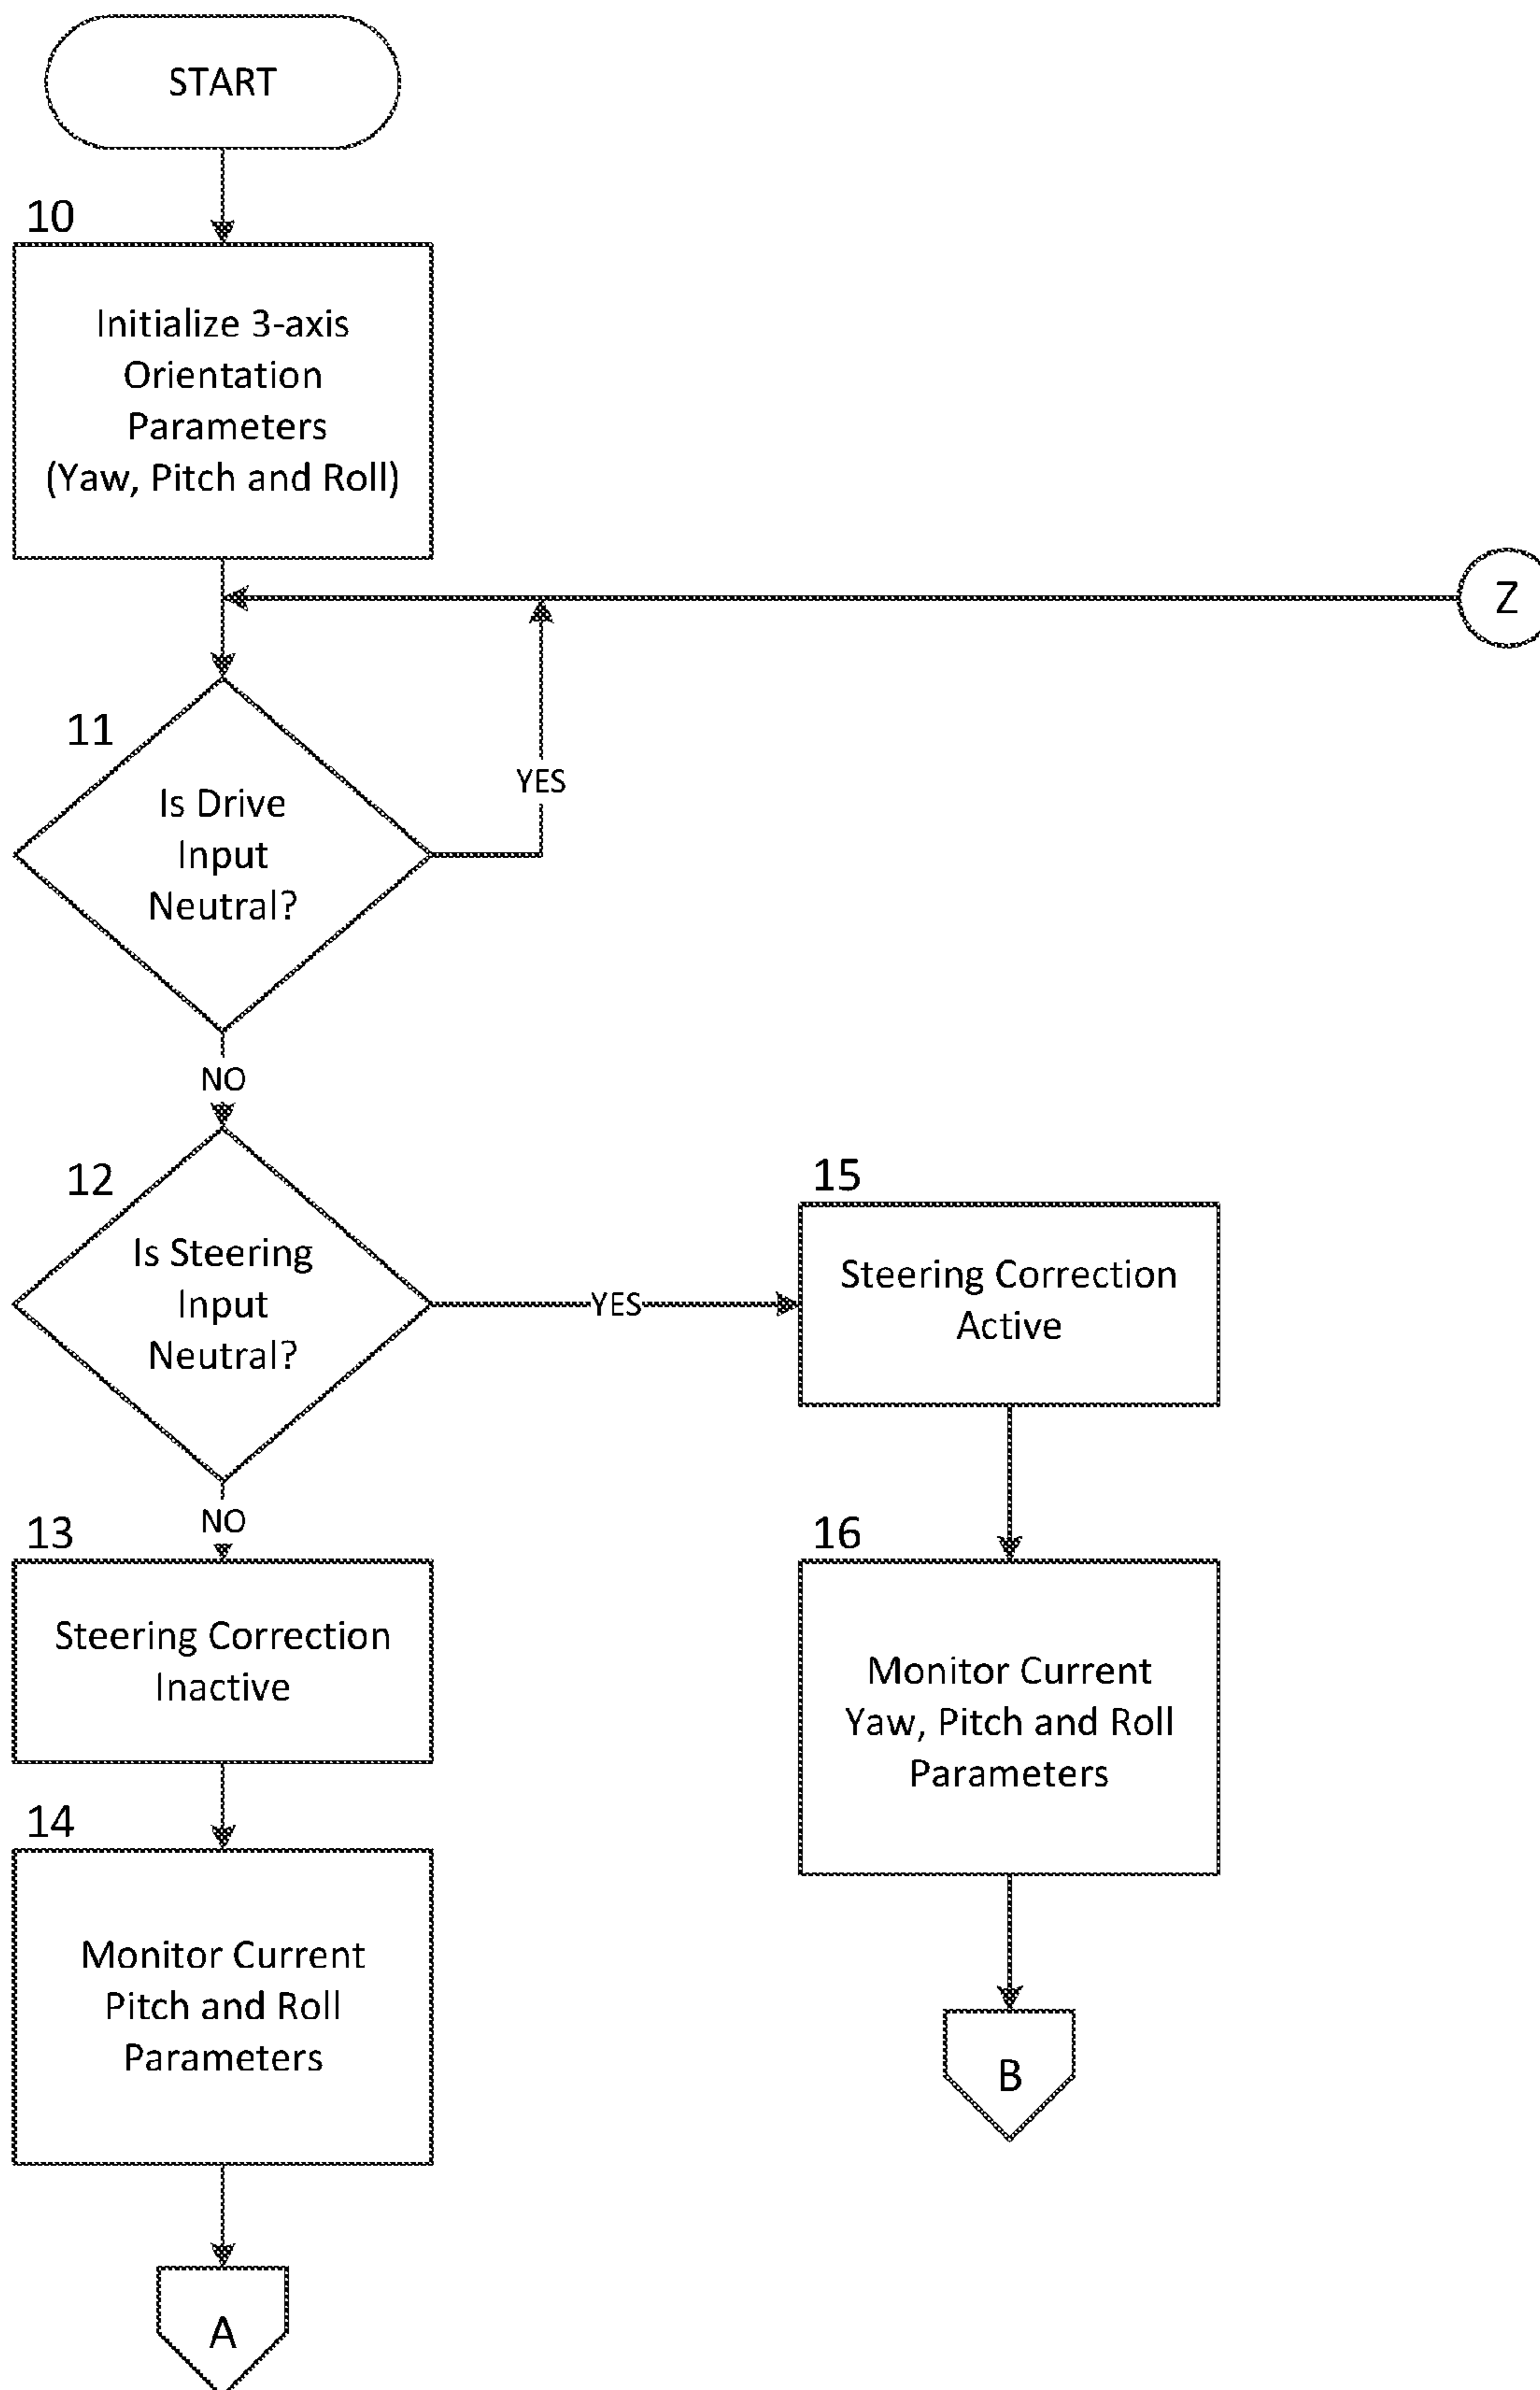 START
10
Initialize 3-axis
Orientation
Parameters
(Yaw, Pitch and Roll)
Z
11
Is Drive
Input
Neutral?
YES
NO
12
Is Steering
Input
Neutral?
YES
15
Steering Correction
Active
NO
13
Steering Correction
Inactive
16
Monitor Current
Yaw, Pitch and Roll
Parameters
14
Monitor Current
Pitch and Roll
Parameters
B
A